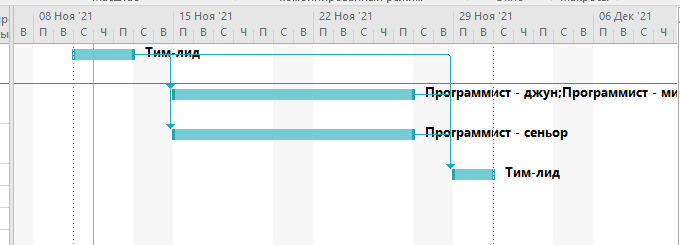 08 Ноя '21 15 Ноя '21 22 Ноя '21 29 Ноя '21 06 Дек '21
В П В С Ч П С В П В С Ч П С В П В С Ч П С В П В С Ч П С В П В С Ч
Тим-лид
Программист - джун;Программист - ми
Программист - сеньор
Тим-лид